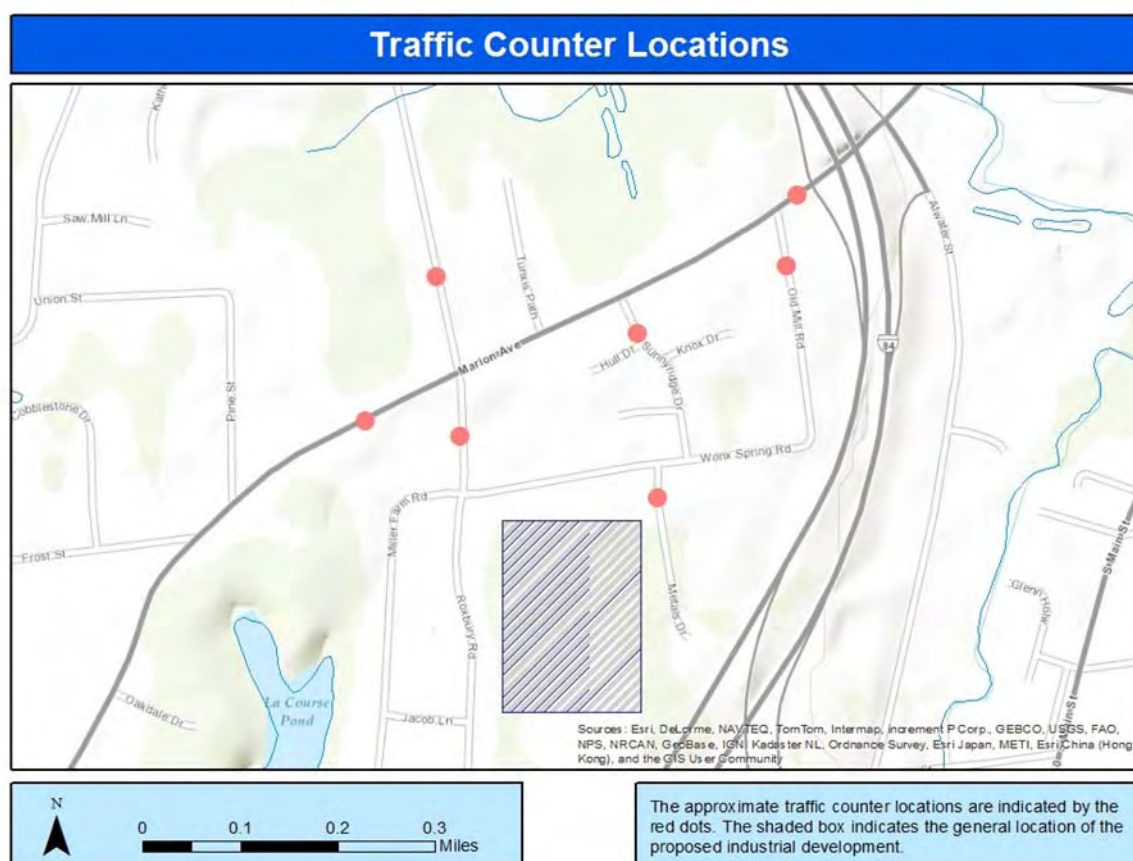 Traffic Counter Locations
Saw Mill Ln
Urson St
Pine St
Cobblestone Dr
Frost St
Oakdale Dr
La Course
Pond
Miller Farm Rd
Roxbury Rd
Jacob Ln
Marion Ave
Tunxis Path
Hull Dr
Sunnyridge Dr
Knox Dr
Old Mill Rd
Wonx Spring Rd
Metals Dr
84
Atwater St
Glenn Holw
S Main St
Sources: Esri, DeLorme, NAVTEQ, TomTom, Intermap, increment P Corp., GEBCO, USGS, FAO,
NPS, NRCAN, GeoBase, IGN, Kadaster NL, Ordnance Survey, Esri Japan, METI, Esri China (Hong
Kong), and the GIS User Community
N
0 0.1 0.2 0.3
Miles
The approximate traffic counter locations are indicated by the
red dots. The shaded box indicates the general location of the
proposed industrial development.